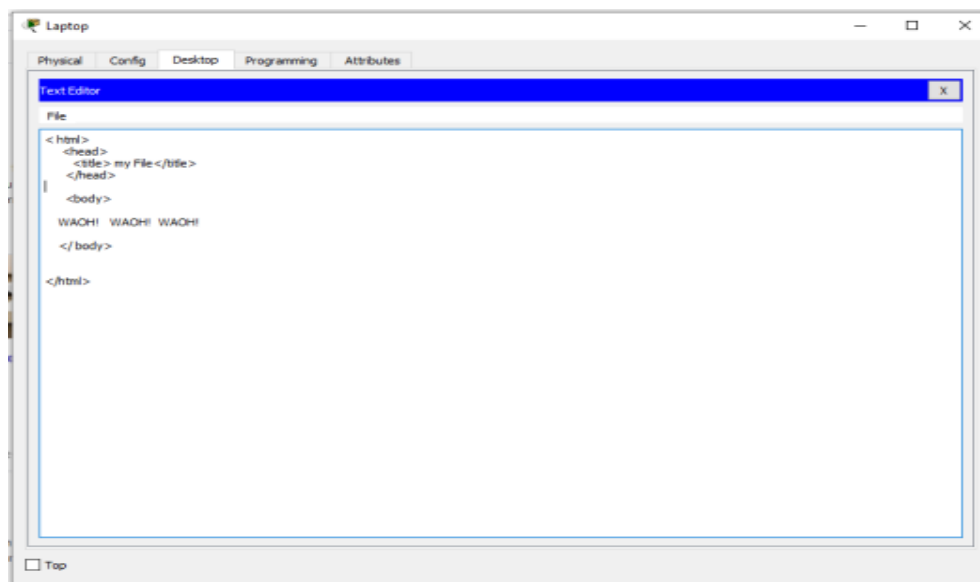 Laptop
Physical Config Desktop Programming Attributes
Text Editor X
File
< html>
<head>
<title> my File</title>
</head>
<body>
WAOH! WAOH! WAOH!
</ body>
</html>
Top